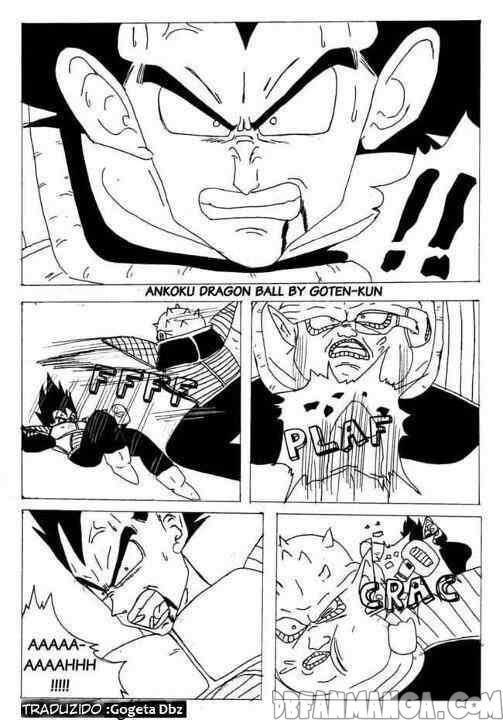 !!
ANKOKU DRAGON BALL BY GOTEN-KUN
FFFF
PLAF
AAAAA-
AAAAHHH
!!!!!
CRAC
TRADUZIDO :Gogeta Dbz
DBFANMANGA.COM